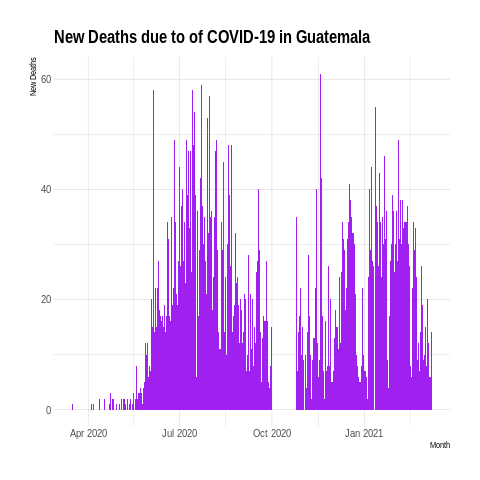 New Deaths due to of COVID-19 in Guatemala
New Deaths
60
40
20
0
Apr 2020
Jul 2020
Oct 2020
Jan 2021
Month